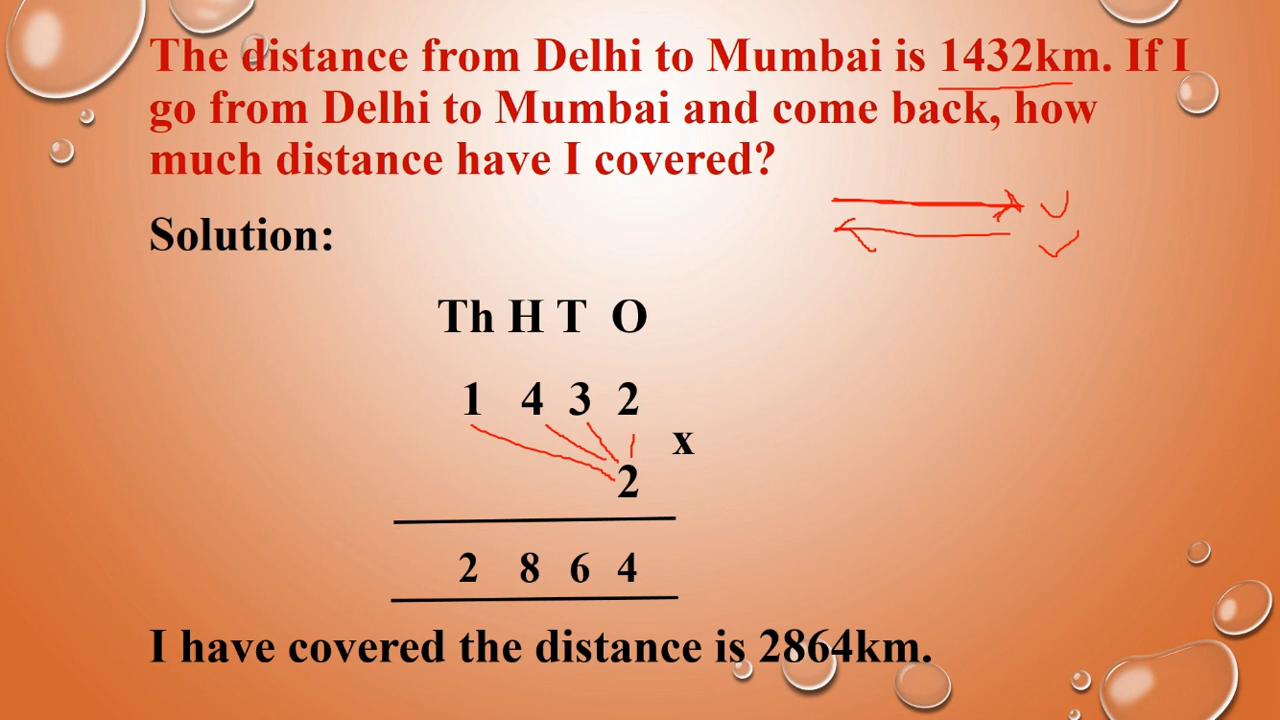 The distance from Delhi to Mumbai is 1432km. If I
go from Delhi to Mumbai and come back, how
much distance have I covered?
Solution:
Th H T O
1 4 3 2
x
2
2 8 6 4
I have covered the distance is 2864km.